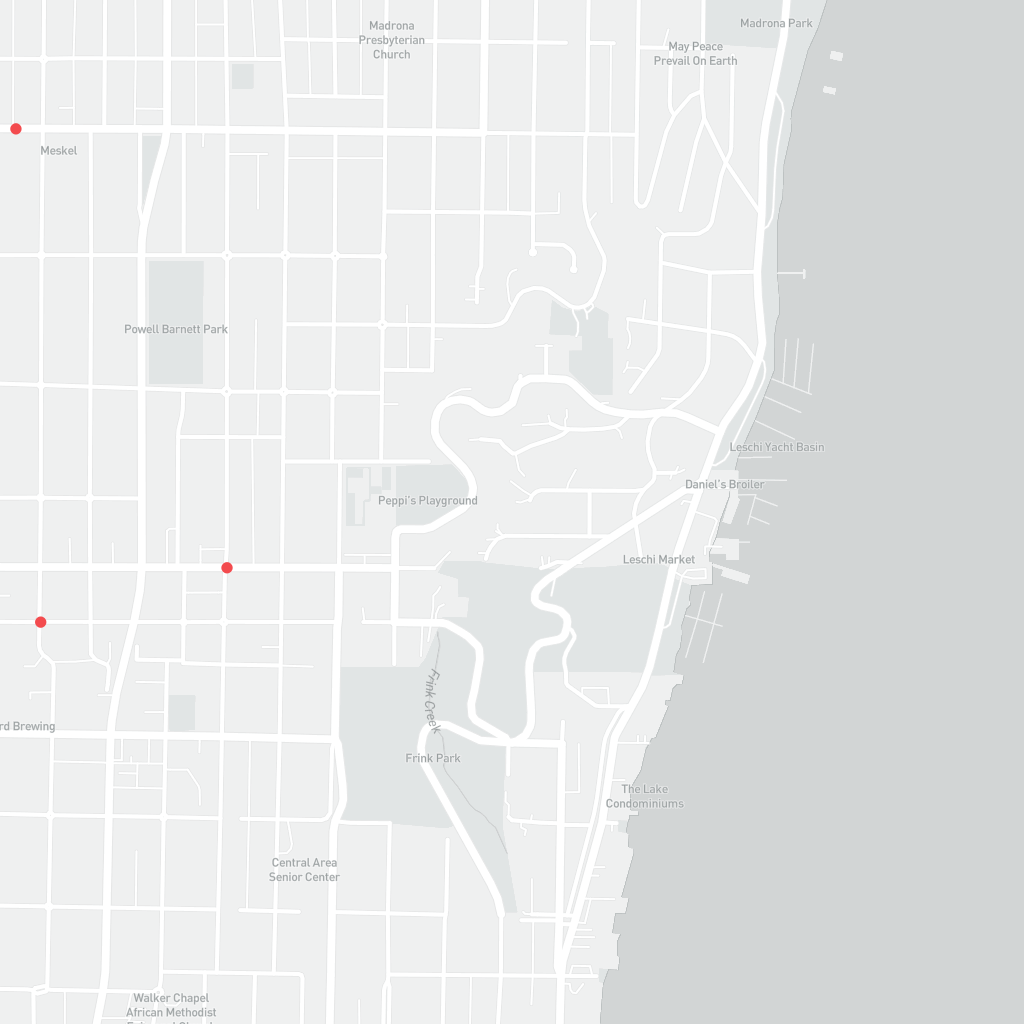 Madrona Park
Madrona
Presbyterian
Church
May Peace
Prevail On Earth
Meskel
Powell Barnett Park
Leschi Yacht Basin
Daniel's Broiler
Peppi's Playground
Leschi Market
Frink Creek
rd Brewing
Frink Park
The Lake
Condominiums
Central Area
Senior Center
Walker Chapel
African Methodist